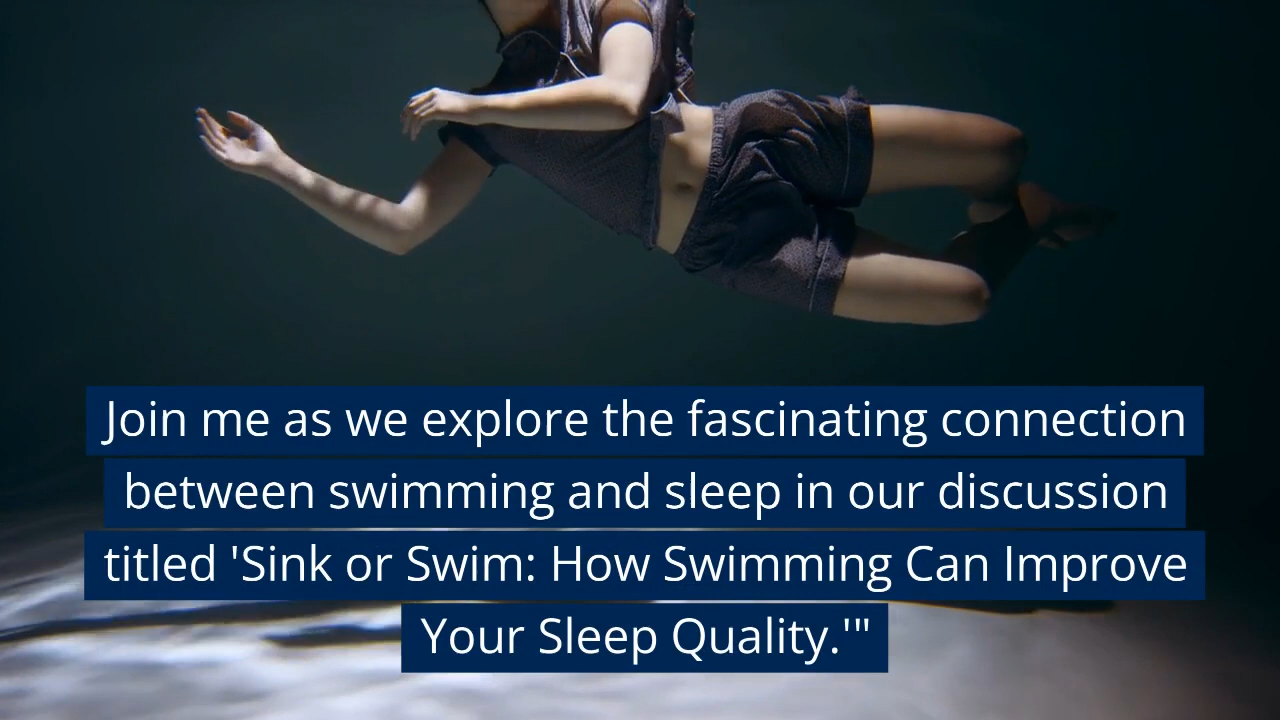 Join me as we explore the fascinating connection
between swimming and sleep in our discussion
titled 'Sink or Swim: How Swimming Can Improve
Your Sleep Quality.'"